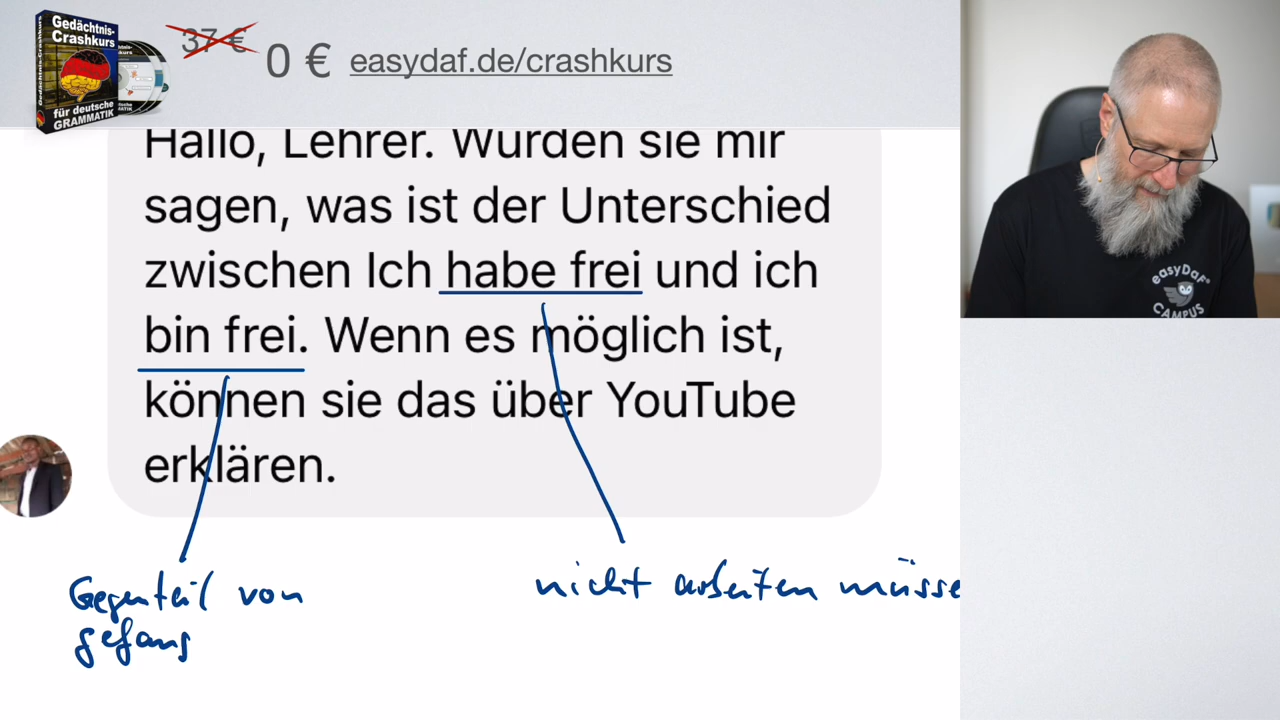 Gedächtnis-
Crashkurs
für deutsche
GRAMMATIK
37 €
0 €
easydaf.de/crashkurs
Hallo, Lehrer. Würden sie mir
sagen, was ist der Unterschied
zwischen Ich habe frei und ich
bin frei. Wenn es möglich ist,
können sie das über YouTube
erklären.
Gegenteil von
gefang
nicht arbeiten müsse
easyDaF®
CAMPUS